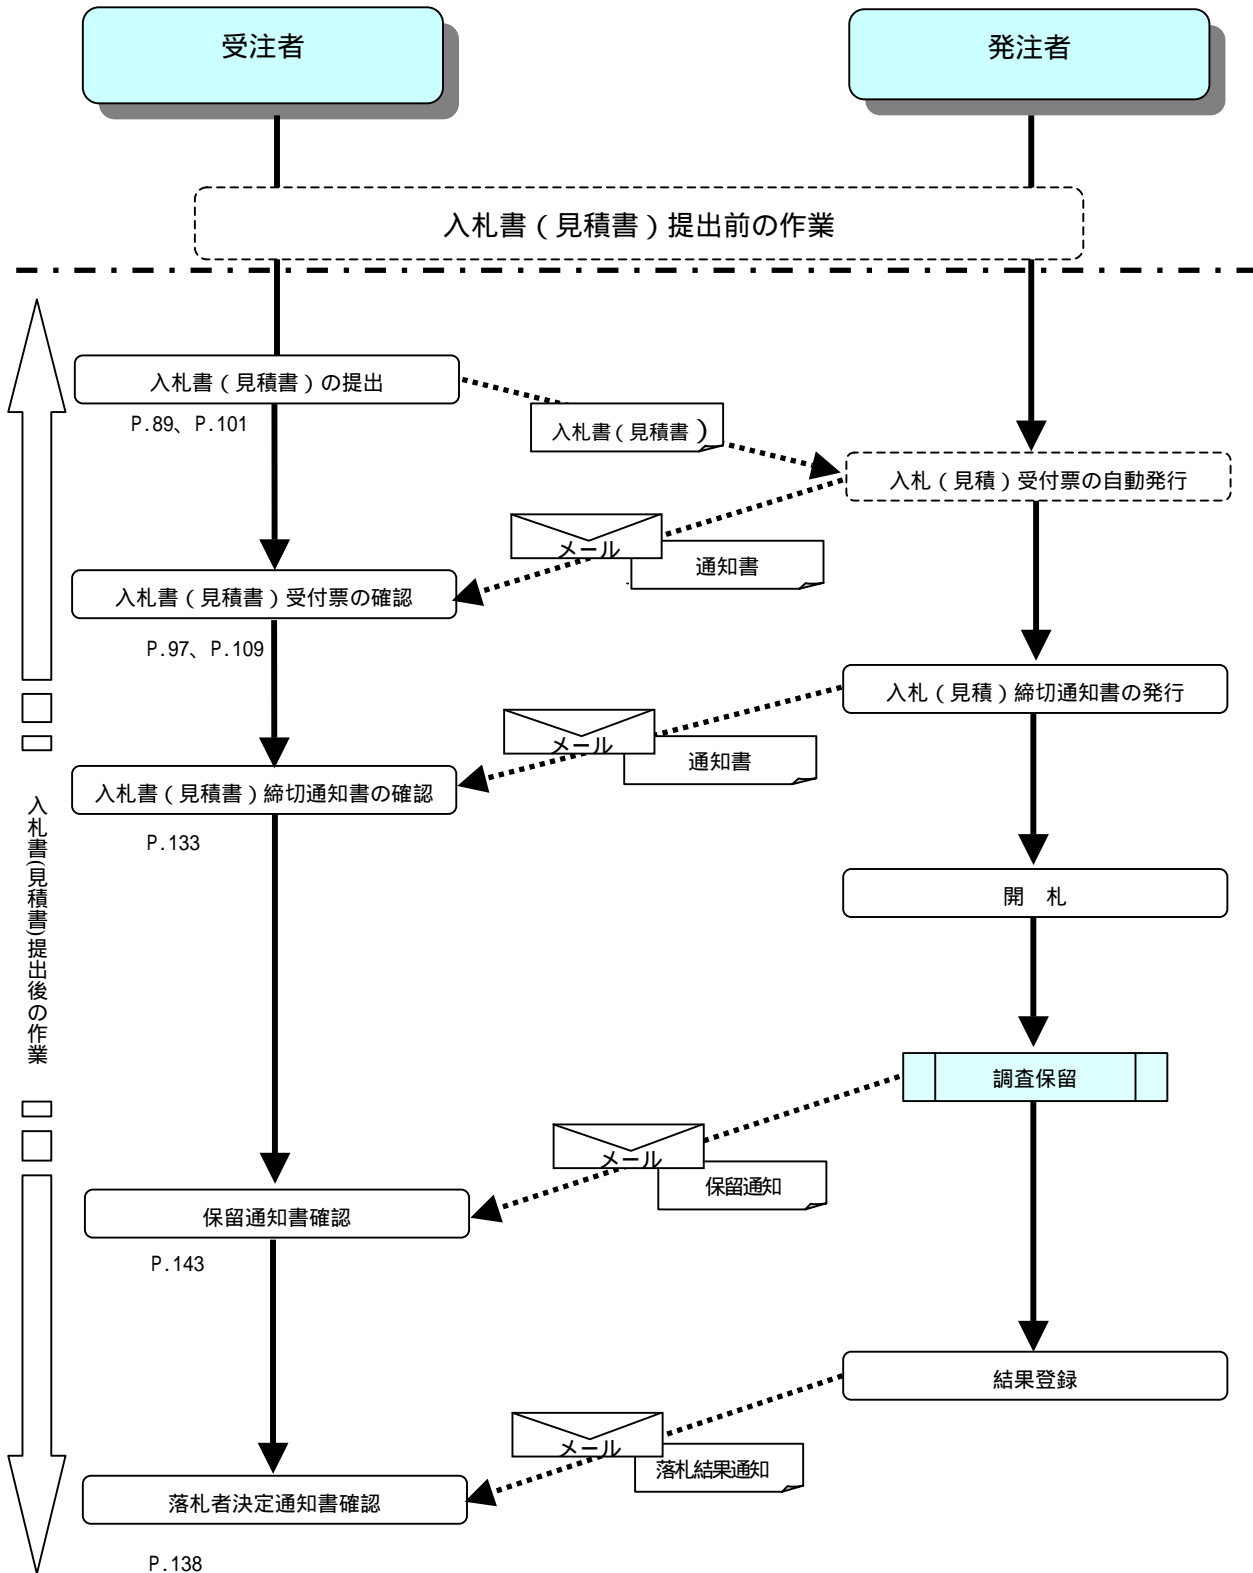 受注者
発注者
入札書（見積書）提出前の作業
入札書（見積書）の提出
P.89、P.101
入札書(見積書)
入札（見積）受付票の自動発行
メール
通知書
入札書（見積書）受付票の確認
P.97、P.109
入札（見積）締切通知書の発行
メール
通知書
入札書（見積書）締切通知書の確認
P.133
入札書(見積書)提出後の作業
開　札
調査保留
メール
保留通知
保留通知書確認
P.143
結果登録
メール
落札結果通知
落札者決定通知書確認
P.138